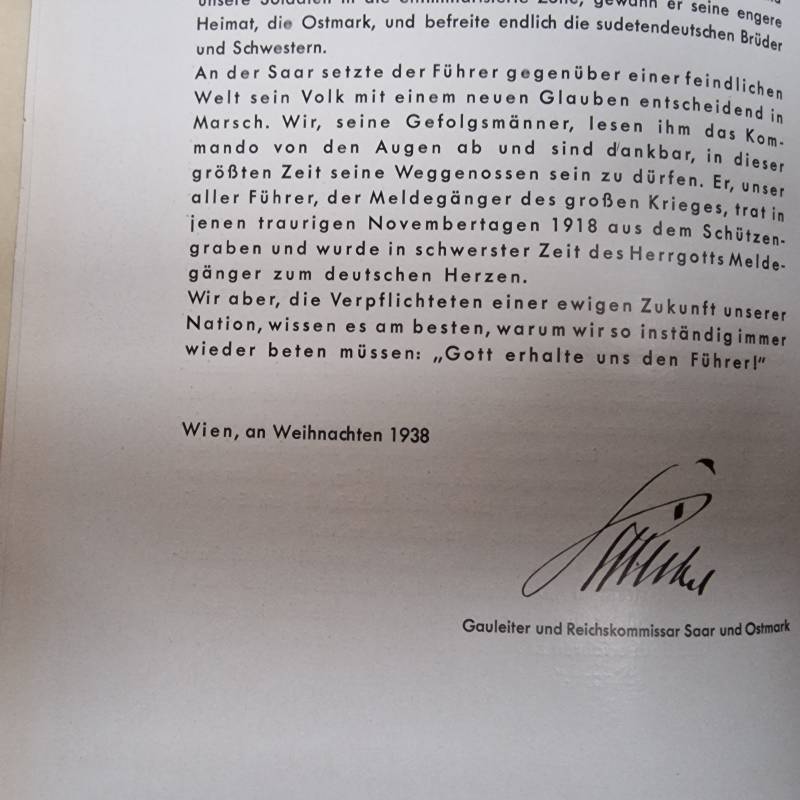 unsere Soldaten in die entmilitarisierte Zone, gewann er seine engere
Heimat, die Ostmark, und befreite endlich die sudetendeutschen Brüder
und Schwestern.
An der Saar setzte der Führer gegenüber einer feindlichen
Welt sein Volk mit einem neuen Glauben entscheidend in
Marsch. Wir, seine Gefolgsmänner, lesen ihm das Kom-
mando von den Augen ab und sind dankbar, in dieser
größten Zeit seine Weggenossen sein zu dürfen. Er, unser
aller Führer, der Meldegänger des großen Krieges, trat in
jenen traurigen Novembertagen 1918 aus dem Schützen-
graben und wurde in schwerster Zeit des Herrgotts Melde-
gänger zum deutschen Herzen.
Wir aber, die Verpflichteten einer ewigen Zukunft unserer
Nation, wissen es am besten, warum wir so inständig immer
wieder beten müssen: „Gott erhalte uns den Führer!"
Wien, an Weihnachten 1938
Gauleiter und Reichskommissar Saar und Ostmark